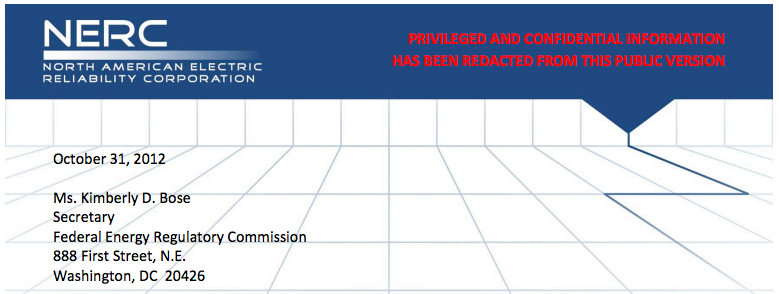 NERC
NORTH AMERICAN ELECTRIC
RELIABILITY CORPORATION
PRIVILEGED AND CONFIDENTIAL INFORMATION
HAS BEEN REDACTED FROM THIS PUBLIC VERSION
October 31, 2012
Ms. Kimberly D. Bose
Secretary
Federal Energy Regulatory Commission
888 First Street, N.E.
Washington, DC  20426